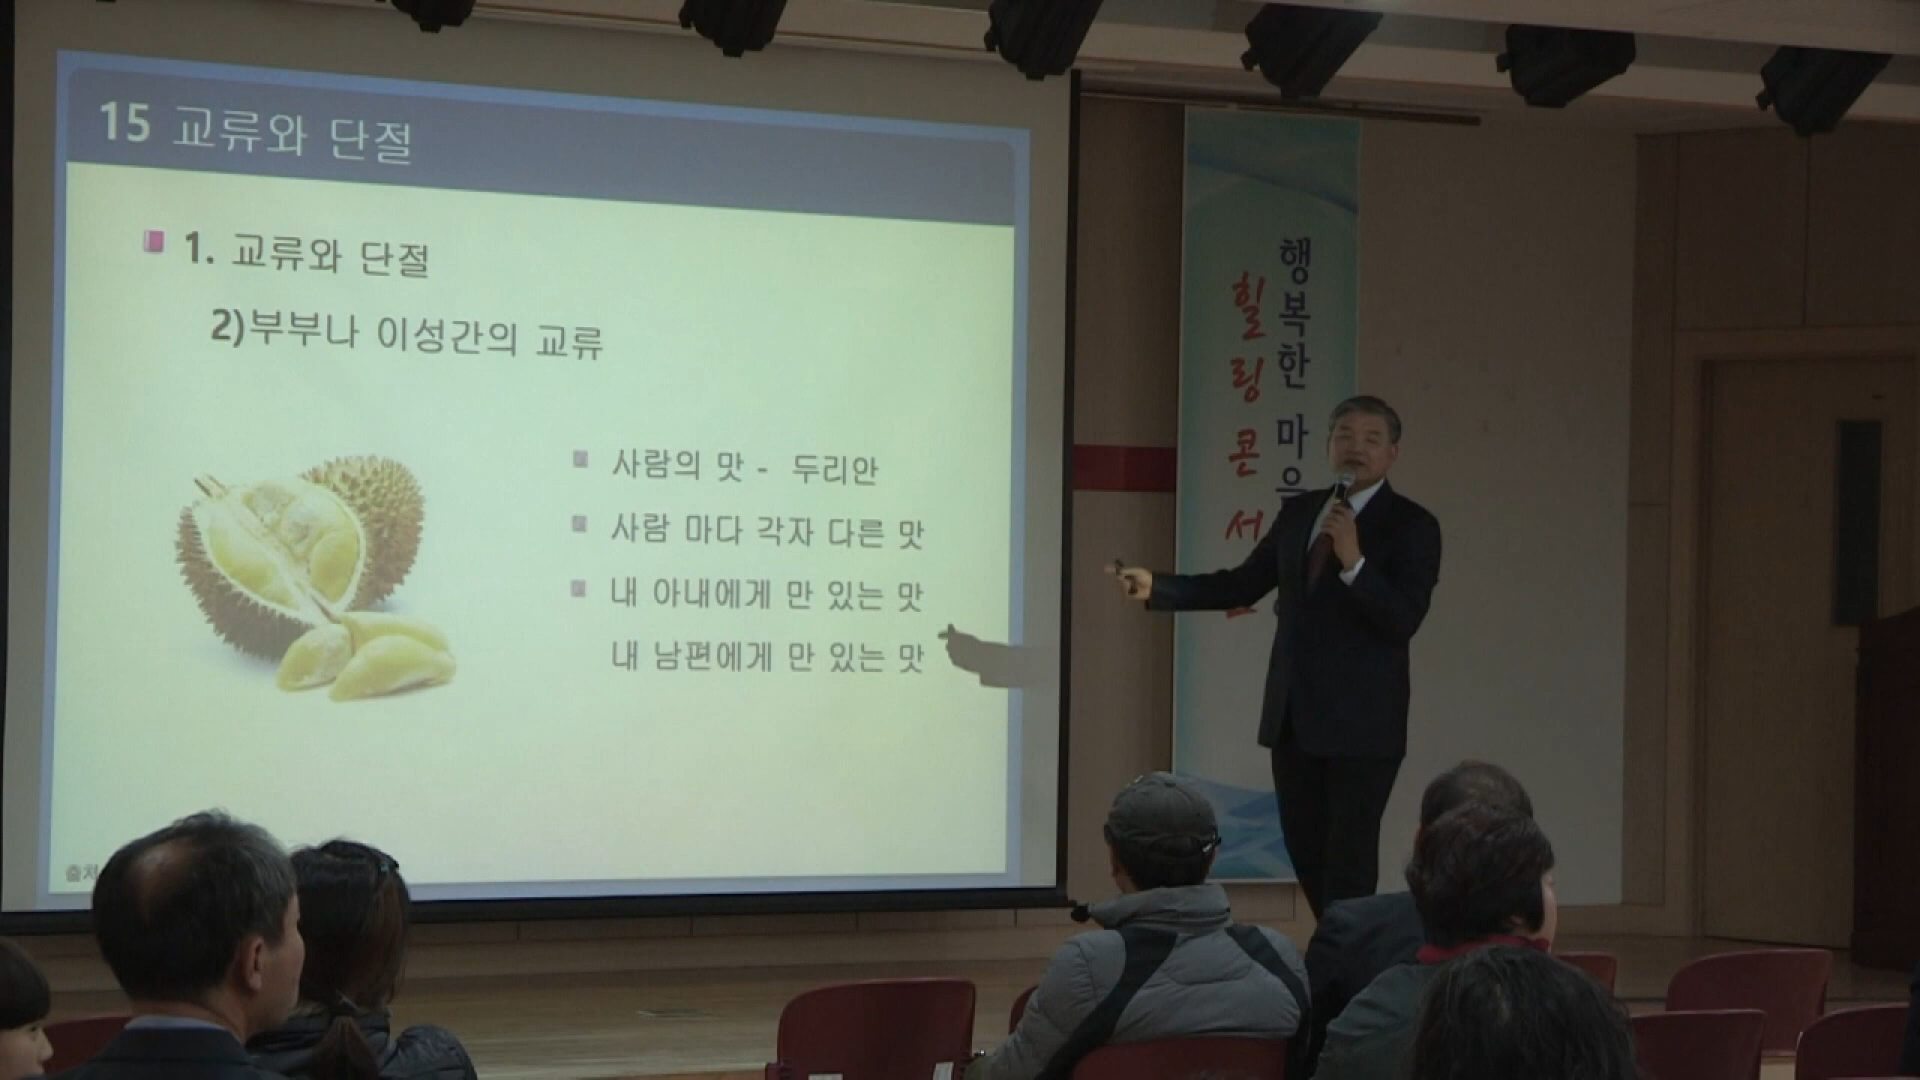 15 교류와 단절
1. 교류와 단절
2)부부나 이성간의 교류
사람의 맛 - 두리안
사람 마다 각자 다른 맛
내 아내에게 만 있는 맛
내 남편에게 만 있는 맛
출처
행복한 마을
힐링콘서